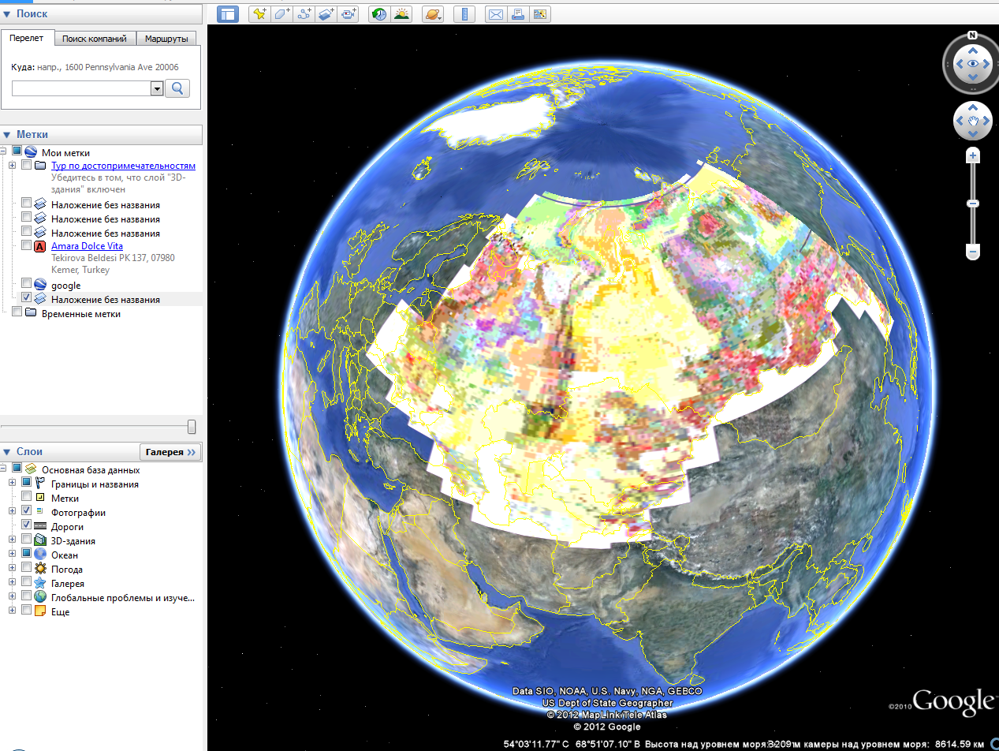 Поиск
Перелет
Поиск компаний
Маршруты
Куда: напр., 1600 Pennsylvania Ave 20006
Метки
Мои метки
Тур по достопримечательностям
Убедитесь в том, что слой "3D-
здания" включен
Наложение без названия
Наложение без названия
Наложение без названия
A
Amara Dolce Vita
Tekirova Beldesi PK 137, 07980
Kemer, Turkey
google
Наложение без названия
Временные метки
Слои
Галерея >>
Основная база данных
Границы и названия
Метки
Фотографии
Дороги
3D-здания
Океан
Погода
Галерея
Глобальные проблемы и изуче...
Еще
N
Data SIO, NOAA, U.S. Navy, NGA, GEBCO
US Dept of State Geographer
© 2012 MapLink/Tele Atlas
© 2012 Google
©2010 Google
54°03'11.77" С 68°51'07.10" В Высота над уровнем моря: камеры над уровнем моря: 8614.59 км